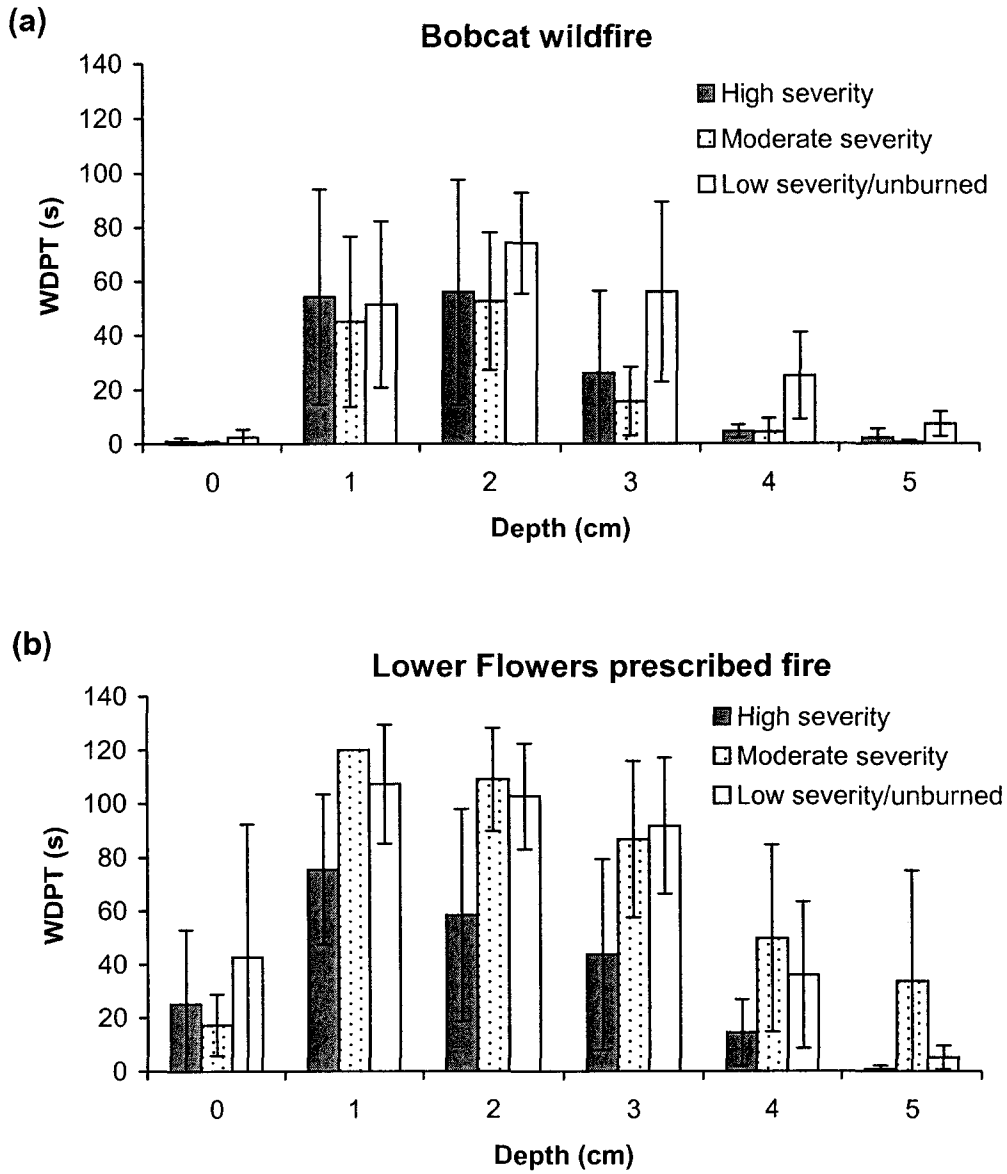 (a)
Bobcat wildfire
140
120
100
80
60
40
20
0
WDPT (s)
High severity
Moderate severity
Low severity/unburned
0 1 2 3 4 5
Depth (cm)
(b)
Lower Flowers prescribed fire
140
120
100
80
60
40
20
0
WDPT (s)
High severity
Moderate severity
Low severity/unburned
0 1 2 3 4 5
Depth (cm)